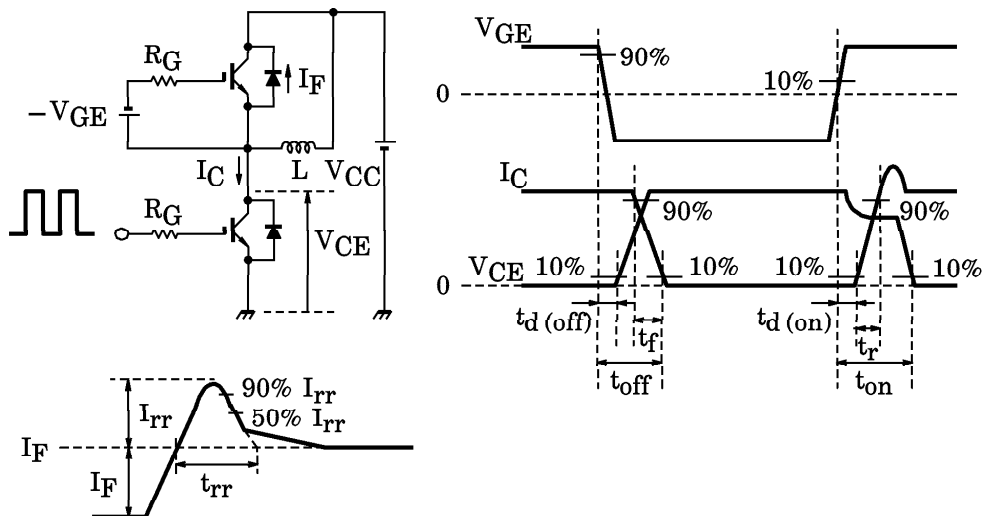 R_G
I_F
−V_GE
I_C
L
V_CC
R_G
V_CE
V_GE
90%
10%
0
I_C
90%
90%
V_CE
10%
10%
10%
10%
0
t_d (off)
t_f
t_d (on)
t_r
t_off
t_on
I_rr
90% I_rr
50% I_rr
I_F
I_F
t_rr